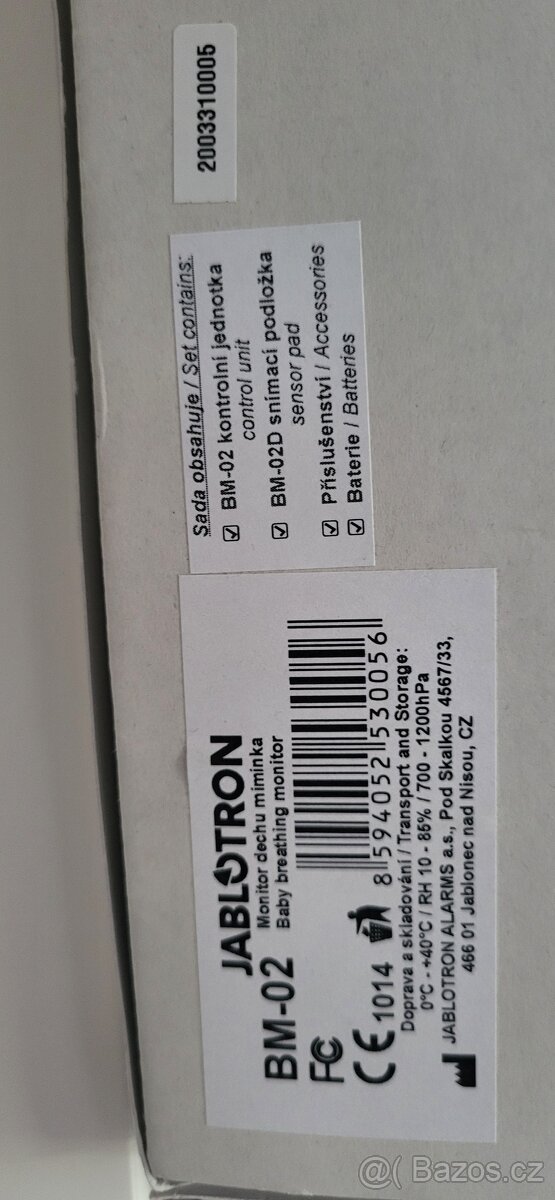 2003310005
Sada obsahuje / Set contains:
☑ BM-02 kontrolní jednotka
control unit
☑ BM-02D snímací podložka
sensor pad
☑ Příslušenství / Accessories
☑ Baterie / Batteries
JABLOTRON
BM-02 Monitor dechu miminka
Baby breathing monitor
FC
CE 1014
8 594052 530056
Doprava a skladování / Transport and Storage:
0°C - +40°C / RH 10 - 85% / 700 - 1200hPa
JABLOTRON ALARMS a.s., Pod Skalkou 4567/33,
466 01 Jablonec nad Nisou, CZ
@( Bazos.cz